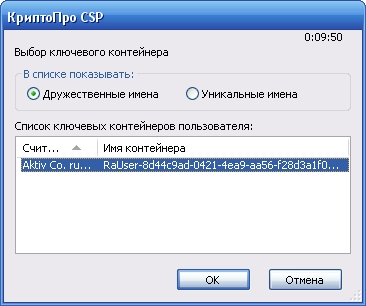 КриптоПро CSP
0:09:50
Выбор ключевого контейнера
В списке показывать:
Дружественные имена Уникальные имена
Список ключевых контейнеров пользователя:
Счит... Имя контейнера
Aktiv Co. ru... RaUser-8d44c9ad-0421-4ea9-aa56-f28d3a1f0...
OK Отмена